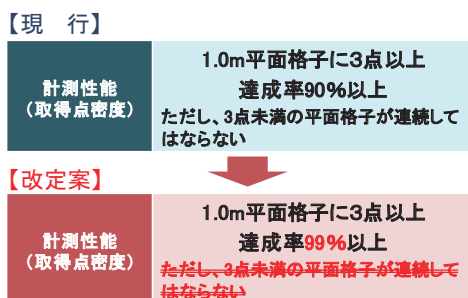 【現　行】
計測性能
（取得点密度）
1.0m平面格子に3点以上
達成率90％以上
ただし、3点未満の平面格子が連続して
はならない
【改定案】
計測性能
（取得点密度）
1.0m平面格子に3点以上
達成率99％以上
ただし、3点未満の平面格子が連続して
はならない